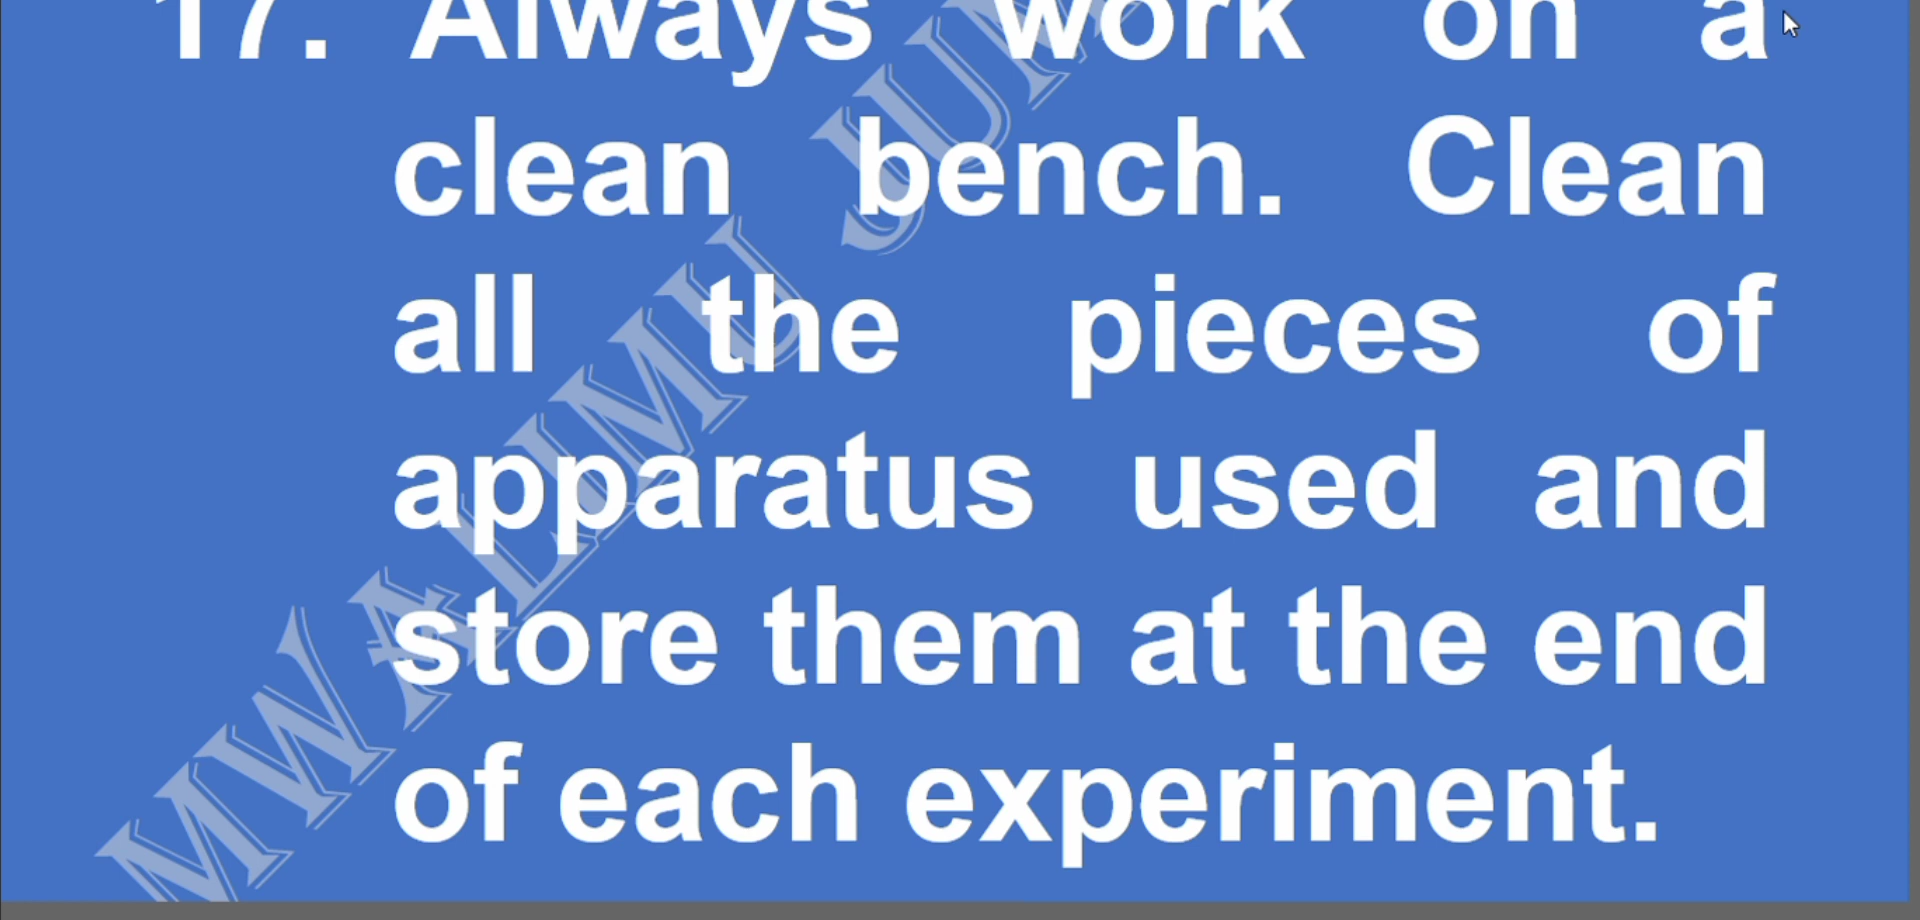 17. Always work on a
clean bench. Clean
all the pieces of
apparatus used and
store them at the end
of each experiment.
MWALIMU